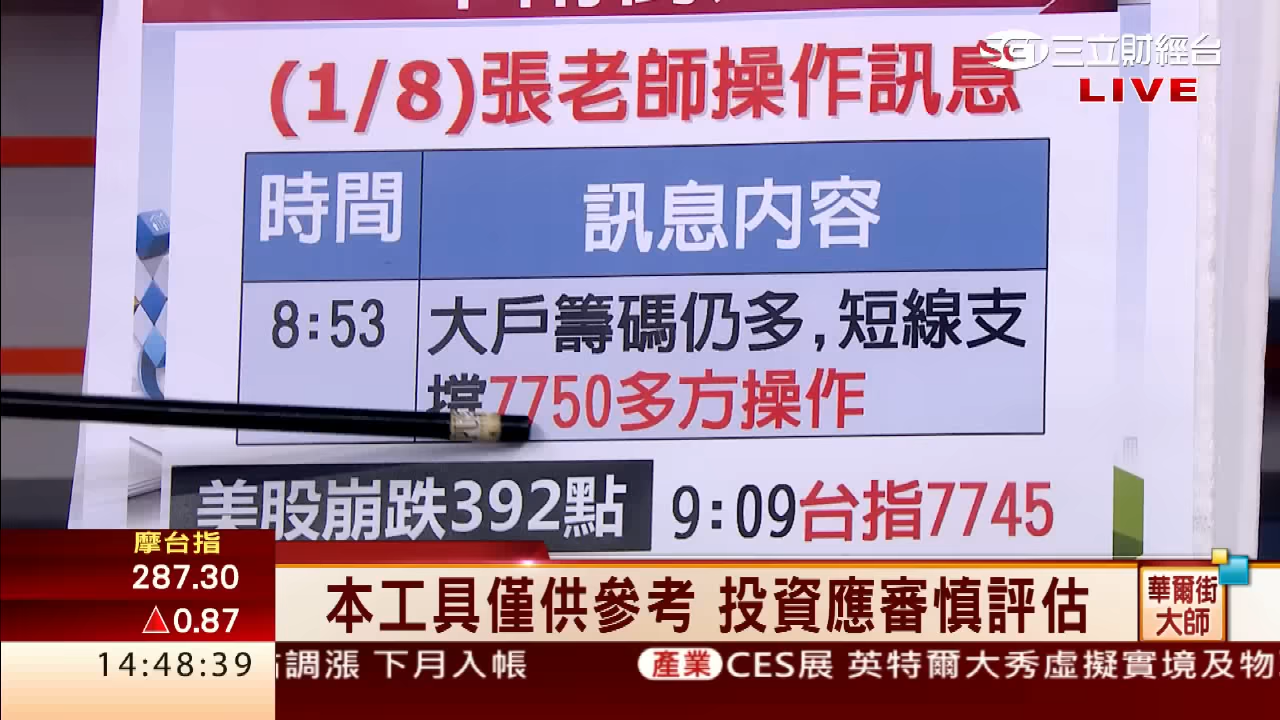 SET三立財經台
LIVE
(1/8)張老師操作訊息
時間
訊息內容
8:53
大戶籌碼仍多,短線支
擋7750多方操作
美股崩跌392點
9:09台指7745
摩台指
287.30
△0.87
本工具僅供參考 投資應審慎評估
華爾街
大師
14:48:39
調漲 下月入帳
產業 CES展 英特爾大秀虛擬實境及物